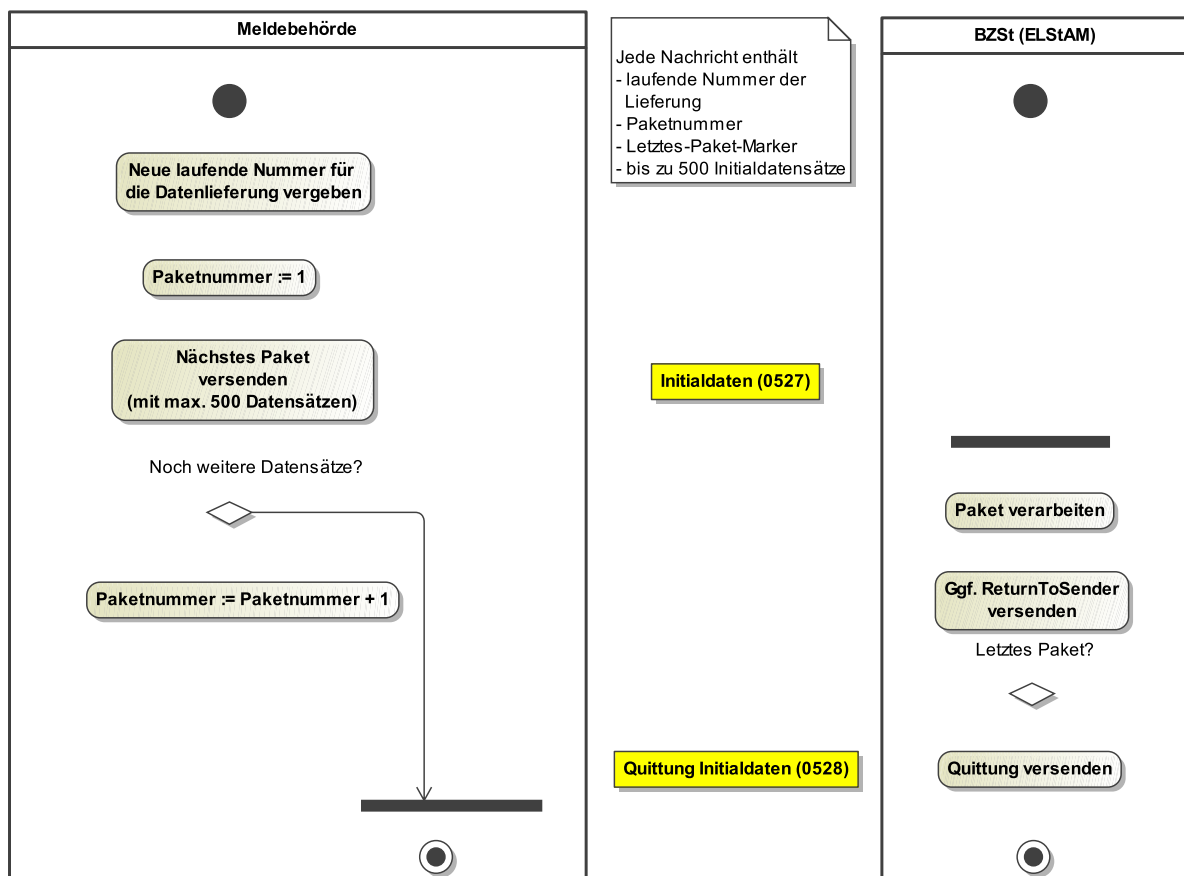 Meldebehörde
Neue laufende Nummer für
die Datenlieferung vergeben
Paketnummer := 1
Nächstes Paket
versenden
(mit max. 500 Datensätzen)
Noch weitere Datensätze?
Paketnummer := Paketnummer + 1
Jede Nachricht enthält
- laufende Nummer der
Lieferung
- Paketnummer
- Letztes-Paket-Marker
- bis zu 500 Initialdatensätze
Initialdaten (0527)
Quittung Initialdaten (0528)
BZSt (ELStAM)
Paket verarbeiten
Ggf. ReturnToSender
versenden
Letztes Paket?
Quittung versenden